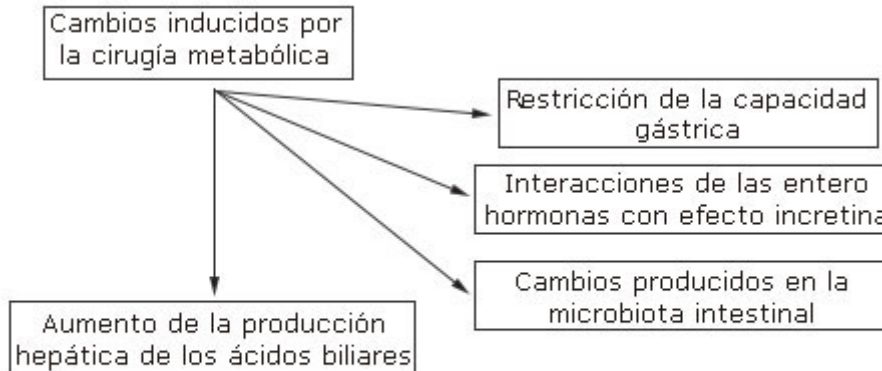 Cambios inducidos por
la cirugía metabólica
Restricción de la capacidad
gástrica
Interacciones de las entero
hormonas con efecto incretina
Cambios producidos en la
microbiota intestinal
Aumento de la producción
hepática de los ácidos biliares